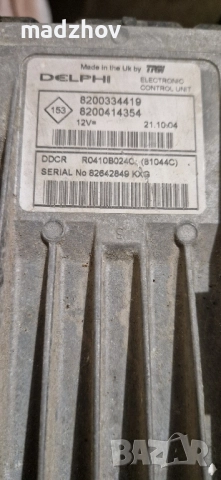 madzhov
Made in the Uk by TRW
DELPHI
ELECTRONIC
CONTROL UNIT
153
8200334419
8200414354
12V=
21.10.04
DDCR R0410B024C (81044C)
SERIAL No 82642849 KXG
BAZAR